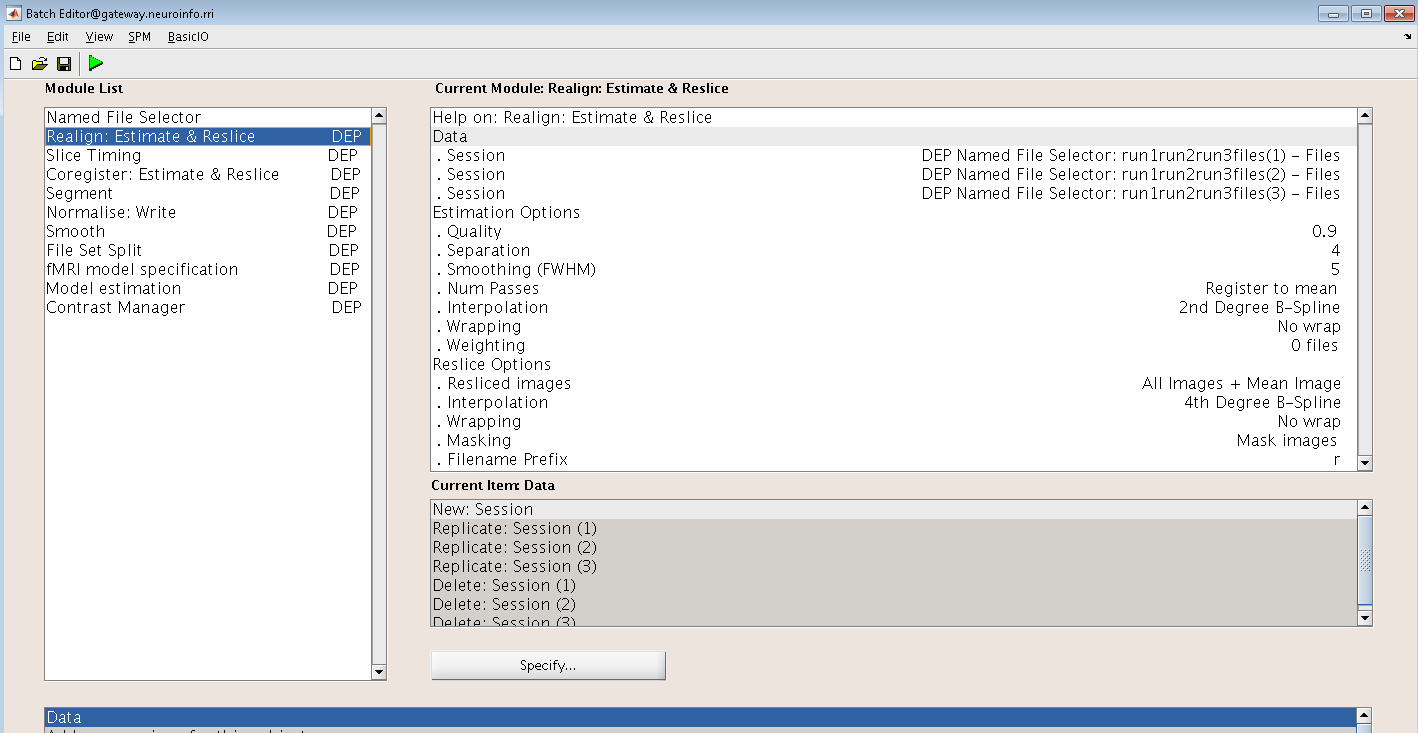 Batch Editor@gateway.neuroinfo.rri
File Edit View SPM BasicIO
Module List
Named File Selector
Realign: Estimate & Reslice DEP
Slice Timing DEP
Coregister: Estimate & Reslice DEP
Segment DEP
Normalise: Write DEP
Smooth DEP
File Set Split DEP
fMRI model specification DEP
Model estimation DEP
Contrast Manager DEP
Current Module: Realign: Estimate & Reslice
Help on: Realign: Estimate & Reslice
Data
. Session DEP Named File Selector: run1run2run3files(1) - Files
. Session DEP Named File Selector: run1run2run3files(2) - Files
. Session DEP Named File Selector: run1run2run3files(3) - Files
Estimation Options
. Quality 0.9
. Separation 4
. Smoothing (FWHM) 5
. Num Passes Register to mean
. Interpolation 2nd Degree B-Spline
. Wrapping No wrap
. Weighting 0 files
Reslice Options
. Resliced images All Images + Mean Image
. Interpolation 4th Degree B-Spline
. Wrapping No wrap
. Masking Mask images
. Filename Prefix r
Current Item: Data
New: Session
Replicate: Session (1)
Replicate: Session (2)
Replicate: Session (3)
Delete: Session (1)
Delete: Session (2)
Delete: Session (3)
Specify...
Data